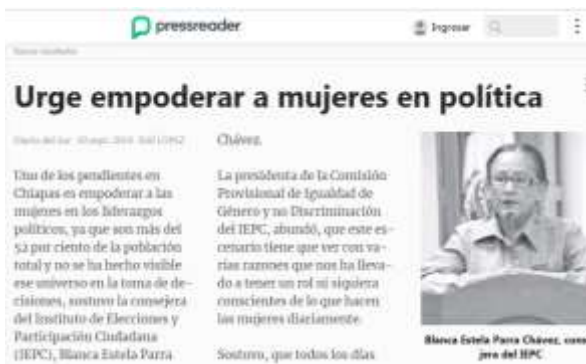 pressreader
Ingresar
Urge empoderar a mujeres en política
Uno de los pendientes en
Chiapas es empoderar a las
mujeres en los liderazgos
políticos, ya que son más del
52 por ciento de la población
total y no se ha hecho visible
ese universo en la toma de de-
cisiones, sostuvo la consejera
del Instituto de Elecciones y
Participación Ciudadana
(IEPC), Blanca Estela Parra
Chávez.
La presidenta de la Comisión
Provisional de Igualdad de
Género y no Discriminación
del IEPC, abundó, que este es-
cenario tiene que ver con va-
rias razones que nos ha lleva-
do a tener un rol ni siquiera
conscientes de lo que hacen
las mujeres diariamente.
Sostuvo, que todos los días
Blanca Estela Parra Chávez, conse
jera del IEPC